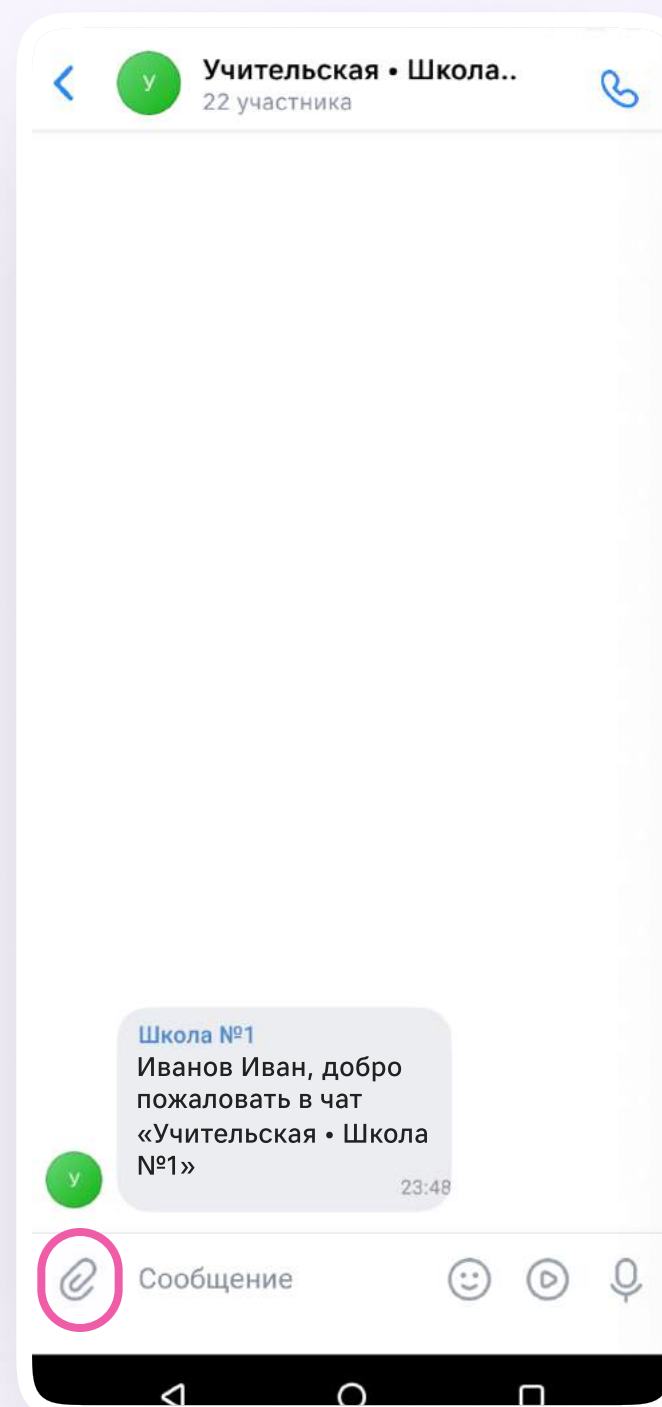 У
Учительская • Школа..
22 участника
Школа №1
Иванов Иван, добро
пожаловать в чат
«Учительская • Школа
№1»
23:48
У
Сообщение